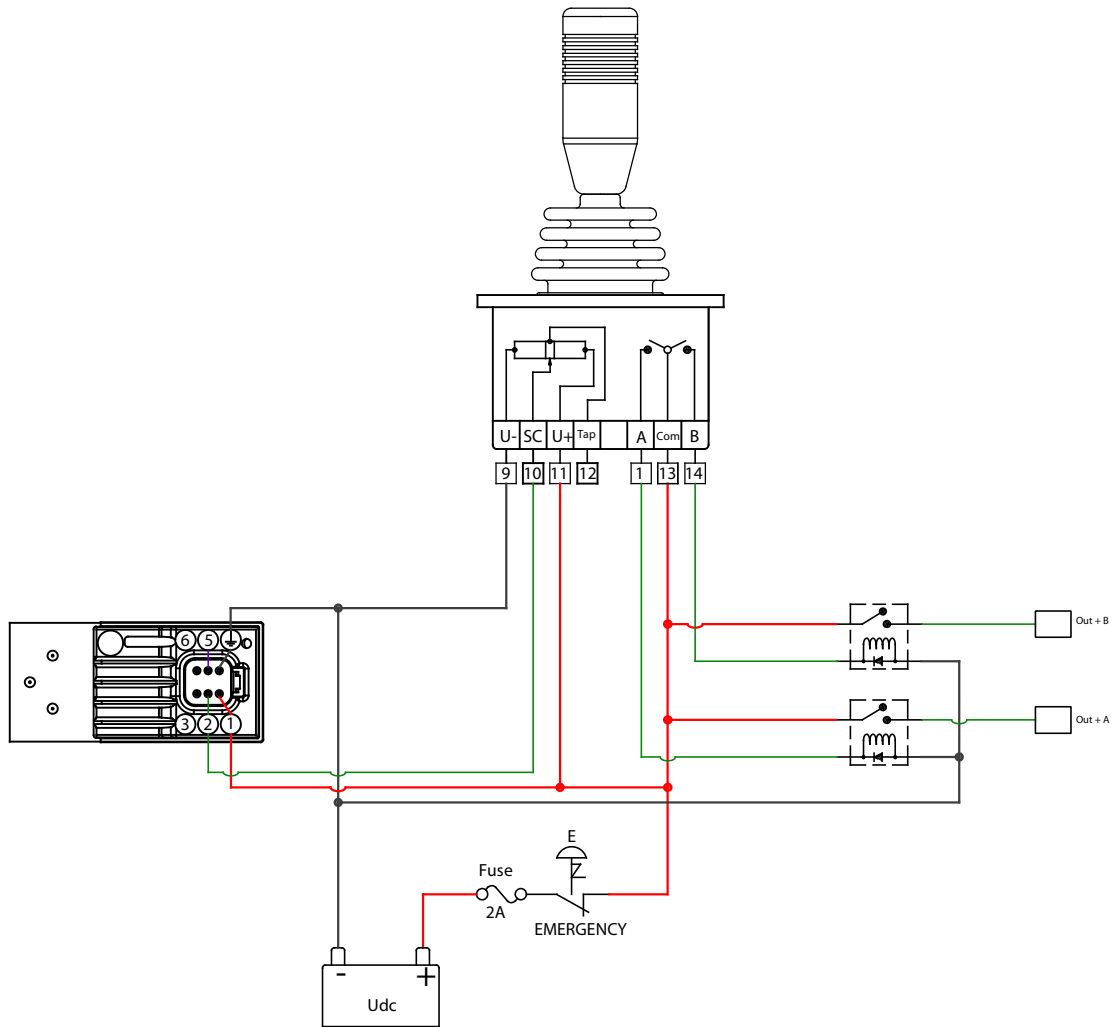 U- SC U+ Tap A Com B
9 10 11 12 1 13 14
6 5
3 2 1
Out + B
Out + A
E
Fuse
2A
EMERGENCY
- +
Udc